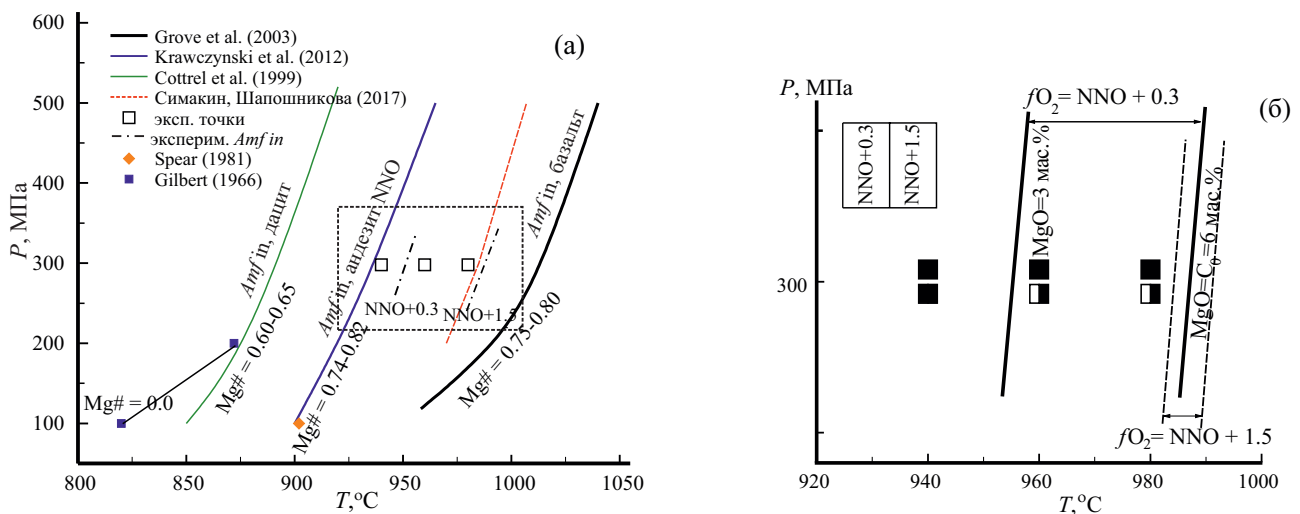 600
500
400
300
200
100
P, МПа
(а)
Grove et al. (2003)
Krawczynski et al. (2012)
Cottrel et al. (1999)
Симакин, Шапошникова (2017)
эксп. точки
эксперим. Amf in
Spear (1981)
Gilbert (1966)
Amf in, дацит
Mg# = 0.60-0.65
Amf in, андезит NNO
Mg# = 0.74-0.82
Amf in, базальт
Mg# = 0.75-0.80
NNO+0.3
NNO+1.5
Mg# = 0.0
800
850
900
950
1000
1050
T,°C
P, МПа
(б)
fO2= NNO + 0.3
NNO+0.3
NNO+1.5
MgO=3 мас.%
MgO=C0=6 мас.%
300
fO2= NNO + 1.5
920
940
960
980
1000
T,°C